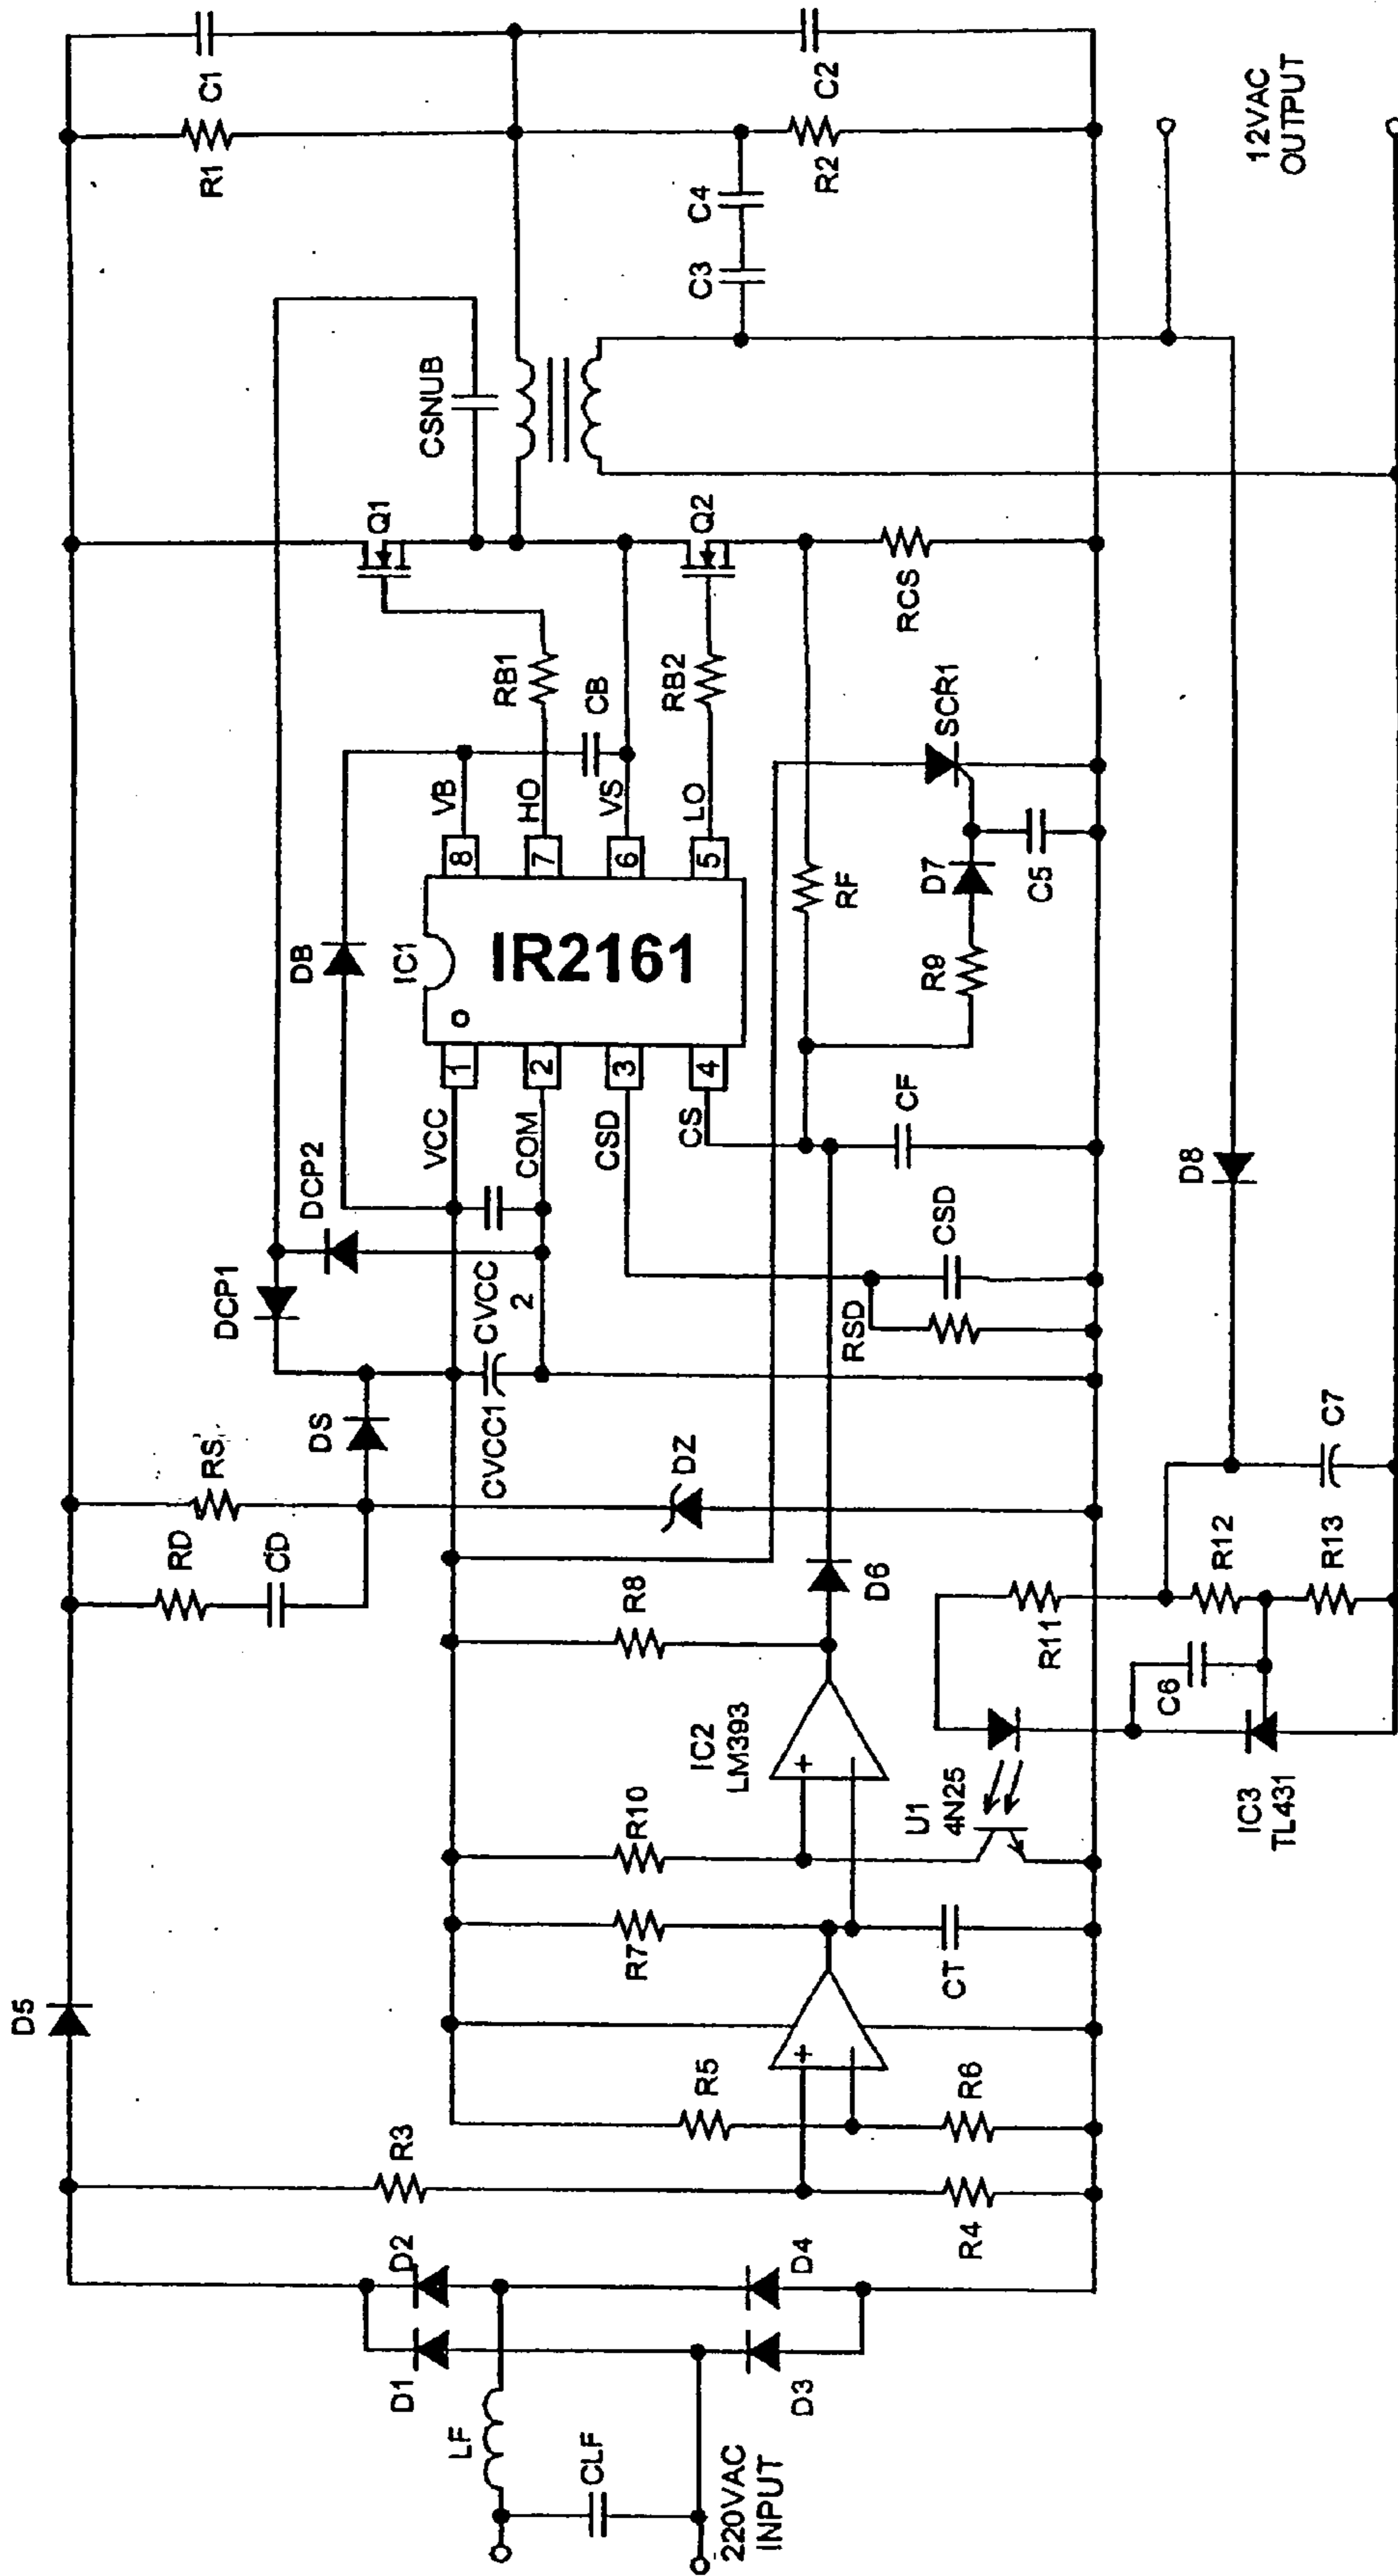 220VAC
INPUT
CLF
LF
D1
D2
D3
D4
R3
R4
D5
R5
R6
R7
CT
R10
U1
4N25
IC2
LM393
R8
D6
RD
CD
RS
DS
DZ
DCP1
DCP2
CVCC1
CVCC
2
VCC
COM
CSD
CS
1
2
3
4
IC1
IR2161
8
7
6
5
VB
HO
VS
LO
DB
CB
RB1
RB2
Q1
Q2
CSNUB
RSD
CSD
CF
RF
R9
D7
C5
SCR1
RCS
R1
C1
R2
C2
C3
C4
IC3
TL431
C6
R11
R12
R13
C7
D8
12VAC
OUTPUT